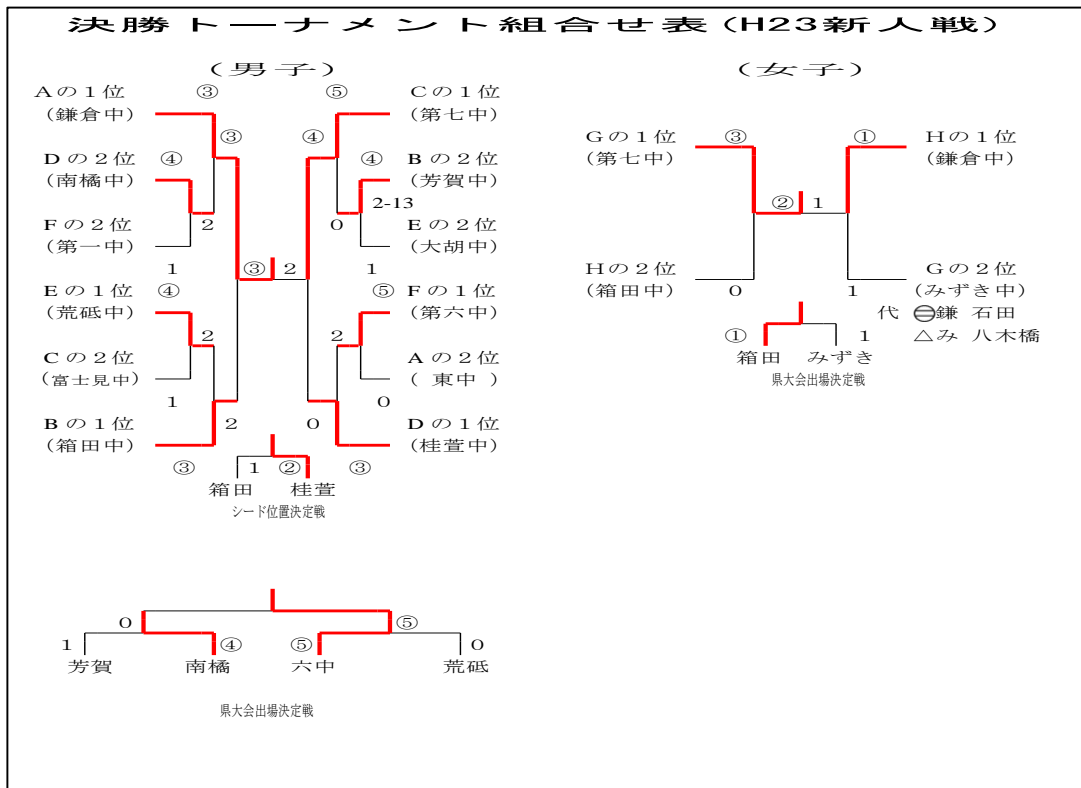 決勝トーナメント組合せ表(H23新人戦)
(男子)
(女子)
Aの1位
(鎌倉中)
③
⑤
Cの1位
(第七中)
③
④
Dの2位
(南橘中)
④
④
Bの2位
(芳賀中)
2
0
2-13
Fの2位
(第一中)
1
Eの2位
(大胡中)
1
③
2
Eの1位
(荒砥中)
④
⑤
Fの1位
(第六中)
2
2
Cの2位
(富士見中)
1
Aの2位
(東中)
0
2
0
Bの1位
(箱田中)
③
③
Dの1位
(桂萱中)
1
②
箱田
桂萱
シード位置決定戦
0
⑤
1
④
⑤
0
芳賀
南橘
六中
荒砥
県大会出場決定戦
Gの1位
(第七中)
③
①
Hの1位
(鎌倉中)
②
1
Hの2位
(箱田中)
0
1
Gの2位
(みずき中)
代 ㊂鎌 石田
△み 八木橋
①
1
箱田
みずき
県大会出場決定戦